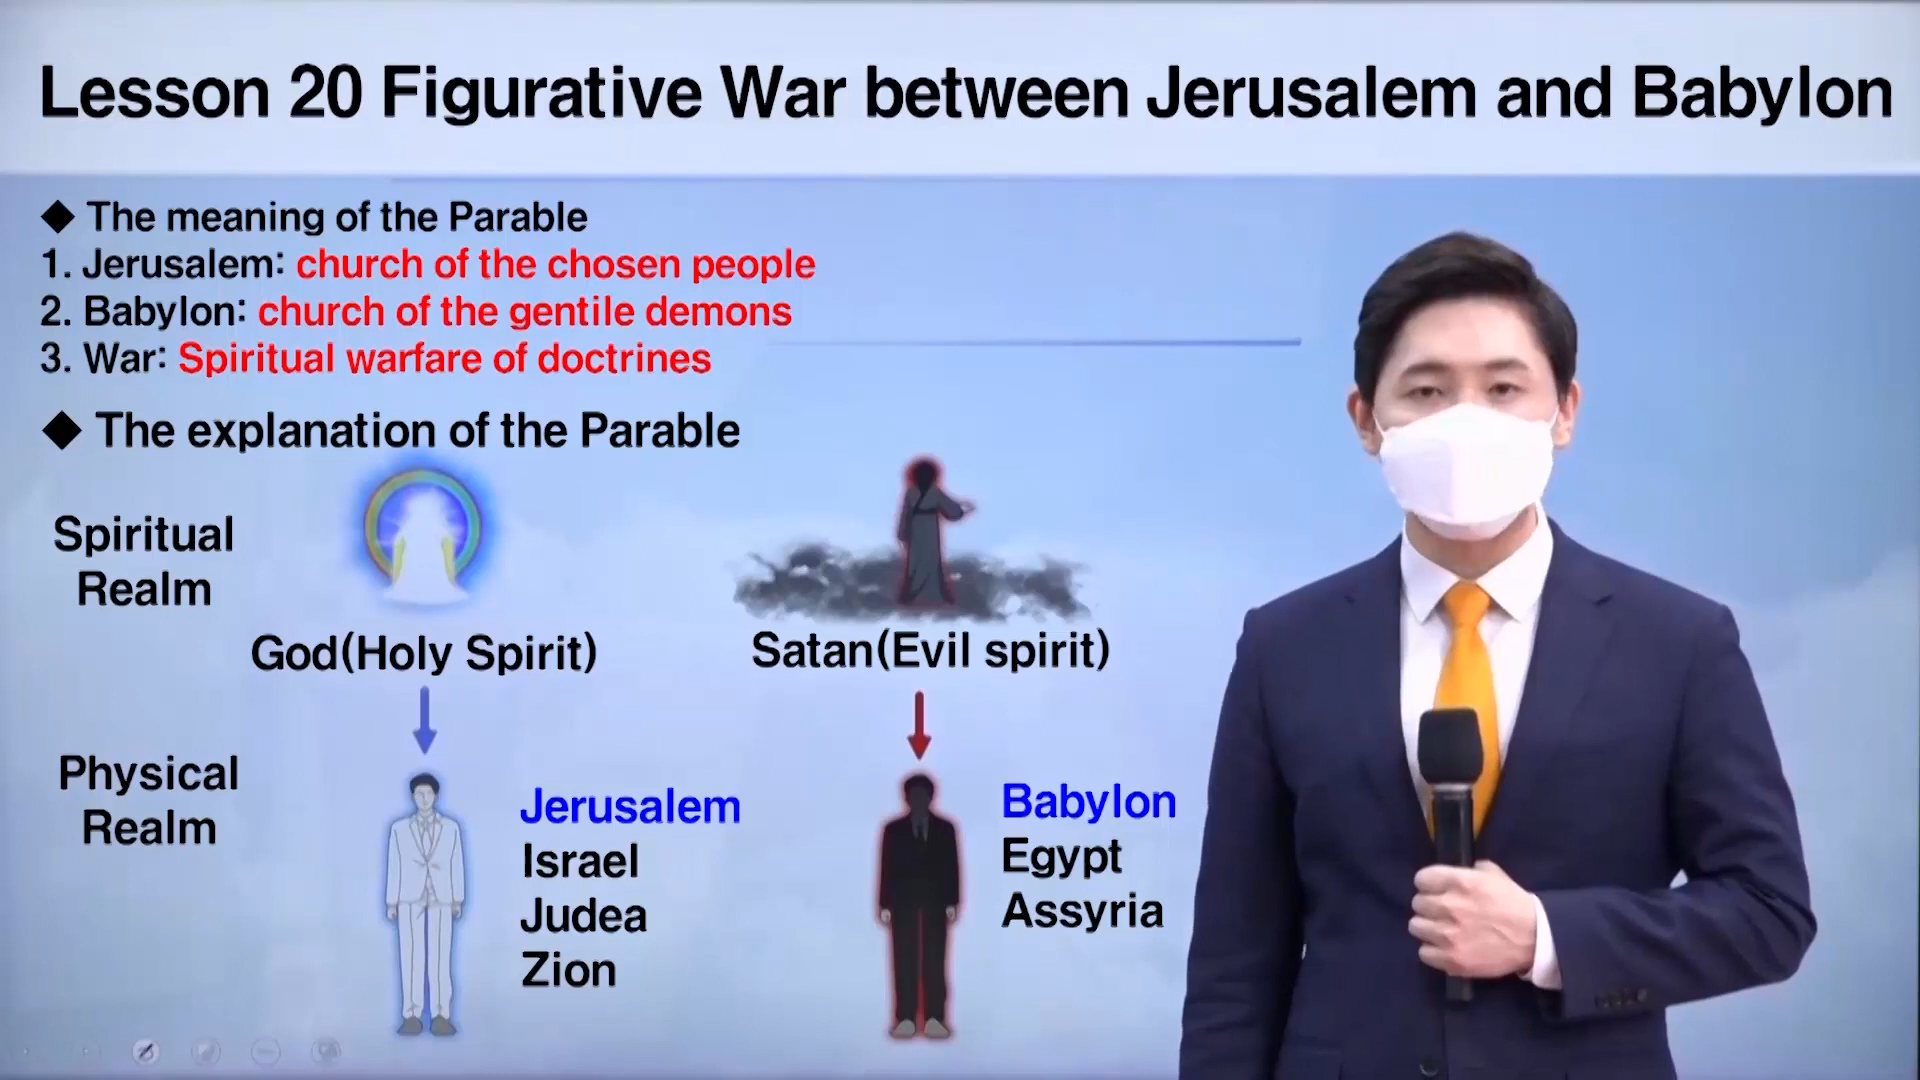 Lesson 20 Figurative War between Jerusalem and Babylon
◆ The meaning of the Parable
1. Jerusalem: church of the chosen people
2. Babylon: church of the gentile demons
3. War: Spiritual warfare of doctrines
◆ The explanation of the Parable
Spiritual
Realm
God(Holy Spirit)
Satan(Evil spirit)
Physical
Realm
Jerusalem
Israel
Judea
Zion
Babylon
Egypt
Assyria